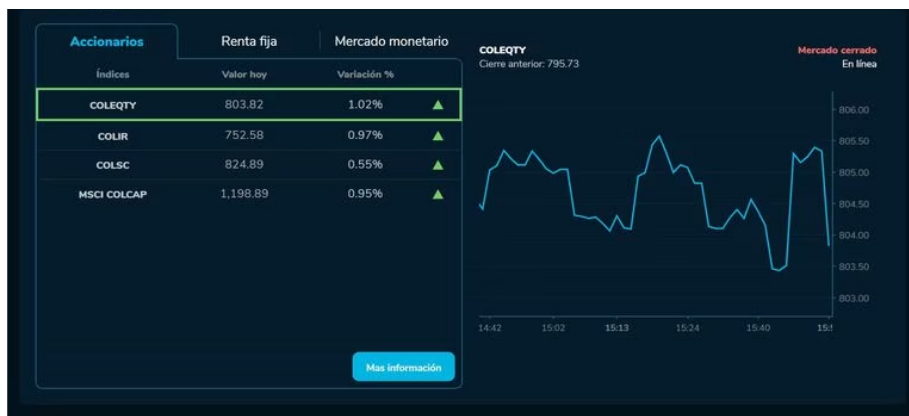 Accionarios Renta fija Mercado monetario
Índices Valor hoy Variación %
COLEQTY 803.82 1.02%
COLIR 752.58 0.97%
COLSC 824.89 0.55%
MSCI COLCAP 1,198.89 0.95%
Mas información
COLEQTY
Cierre anterior: 795.73
Mercado cerrado
En línea
806.00
805.50
805.00
804.50
804.00
803.50
803.00
14:42 15:02 15:13 15:24 15:40